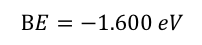 BE = −1.600 eV